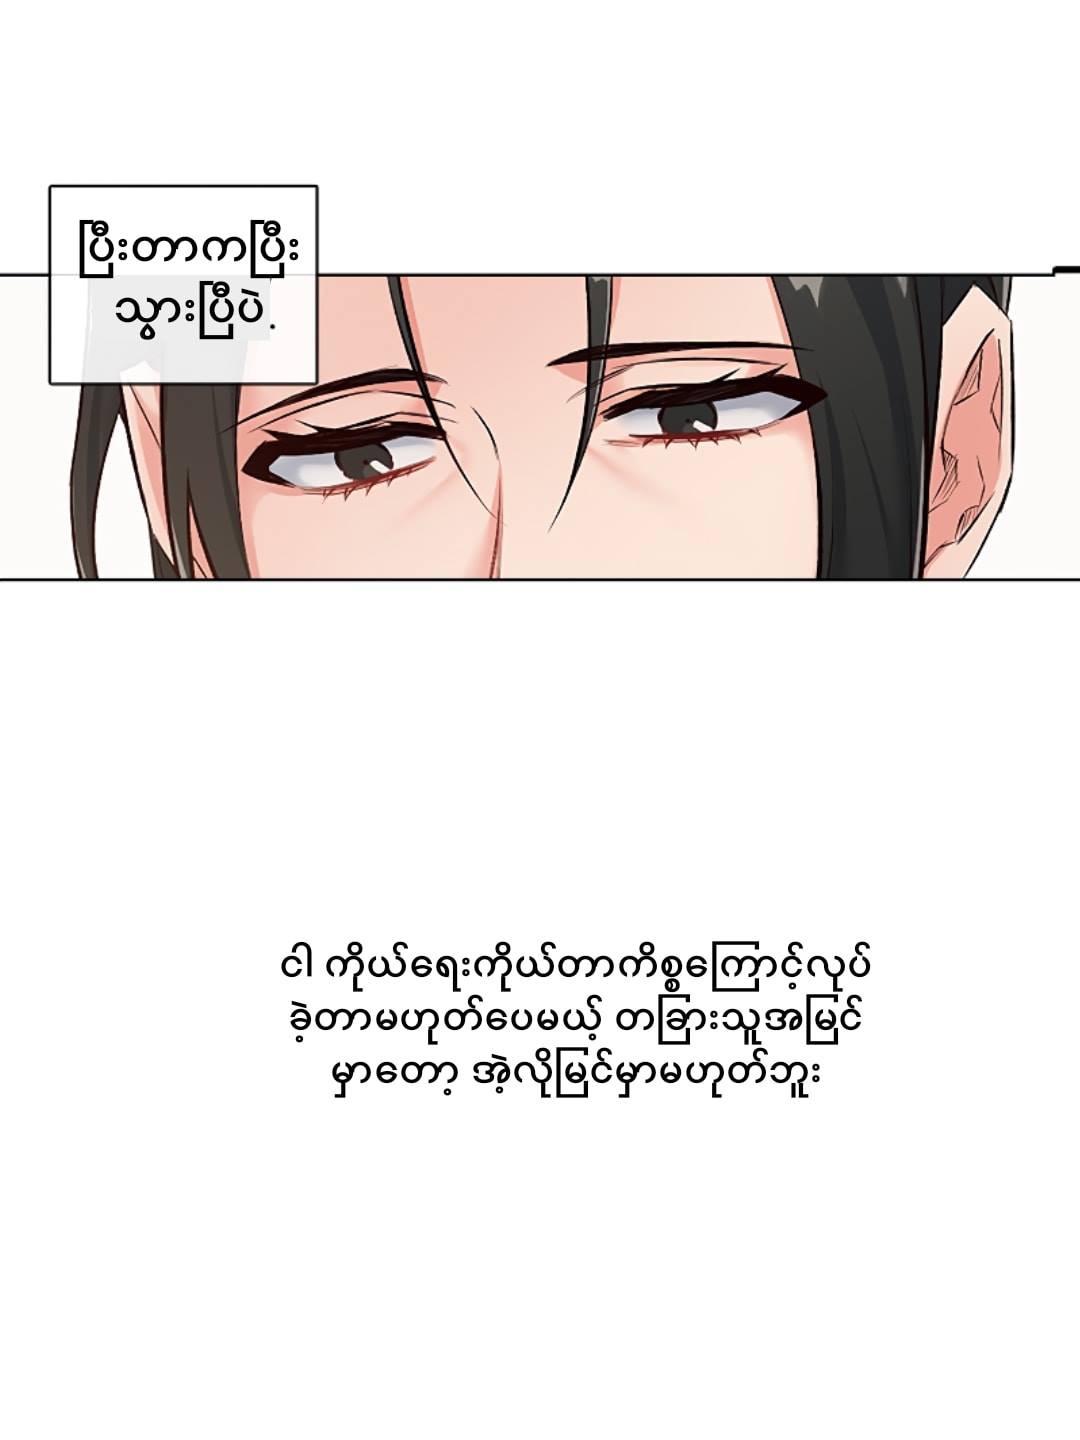 ပြီးတာကပြီး
သွားပြီပဲ.
ငါ ကိုယ်ရေးကိုယ်တာကိစ္စကြောင့်လုပ်
ခဲ့တာမဟုတ်ပေမယ့် တခြားသူအမြင်
မှာတော့ အဲ့လိုမြင်မှာမဟုတ်ဘူး